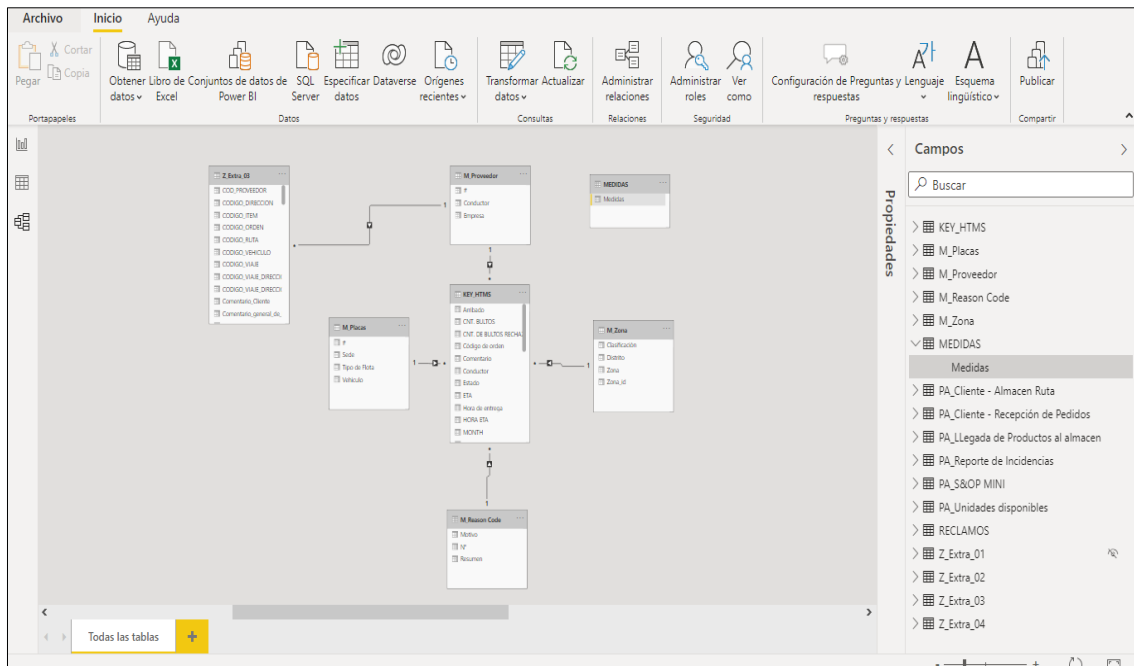 Archivo Inicio Ayuda
Pegar
Cortar
Copia
Obtener datos
Libro de Excel
Conjuntos de datos de Power BI
SQL Server
Especificar datos
Dataverse
Orígenes recientes
Transformar datos
Actualizar
Administrar relaciones
Administrar roles
Ver como
Configuración de Preguntas y respuestas
Lenguaje
Esquema lingüístico
Publicar
Portapapeles
Datos
Consultas
Relaciones
Seguridad
Preguntas y respuestas
Compartir
Z_Extra_03
COD_PROVEEDOR
CODIGO_DIRECCION
CODIGO_ITEM
CODIGO_ORDEN
CODIGO_RUTA
CODIGO_VEHICULO
CODIGO_VIAJE
CODIGO_VIAJE_DIRECCI
CODIGO_VIAJE_DIRECCI
Comentario_Cliente
Comentario_general_de_
M_Proveedor
Conductor
Empresa
MEDIDAS
Medidas
KEY_HTMS
Arribado
CNT. BULTOS
CNT. DE BULTOS RECHA
Código de orden
Comentario
Conductor
Estado
ETA
Hora de entrega
HORA ETA
MONTH
M_Placas
Sede
Tipo de Flota
Vehículo
M_Zona
Clasificación
Distrito
Zona
Zona_id
M_Reason Code
Motivo
N°
Resumen
Todas las tablas
Propiedades
Campos
Buscar
KEY_HTMS
M_Placas
M_Proveedor
M_Reason Code
M_Zona
MEDIDAS
Medidas
PA_Cliente - Almacen Ruta
PA_Cliente - Recepción de Pedidos
PA_LLegada de Productos al almacen
PA_Reporte de Incidencias
PA_S&OP MINI
PA_Unidades disponibles
RECLAMOS
Z_Extra_01
Z_Extra_02
Z_Extra_03
Z_Extra_04